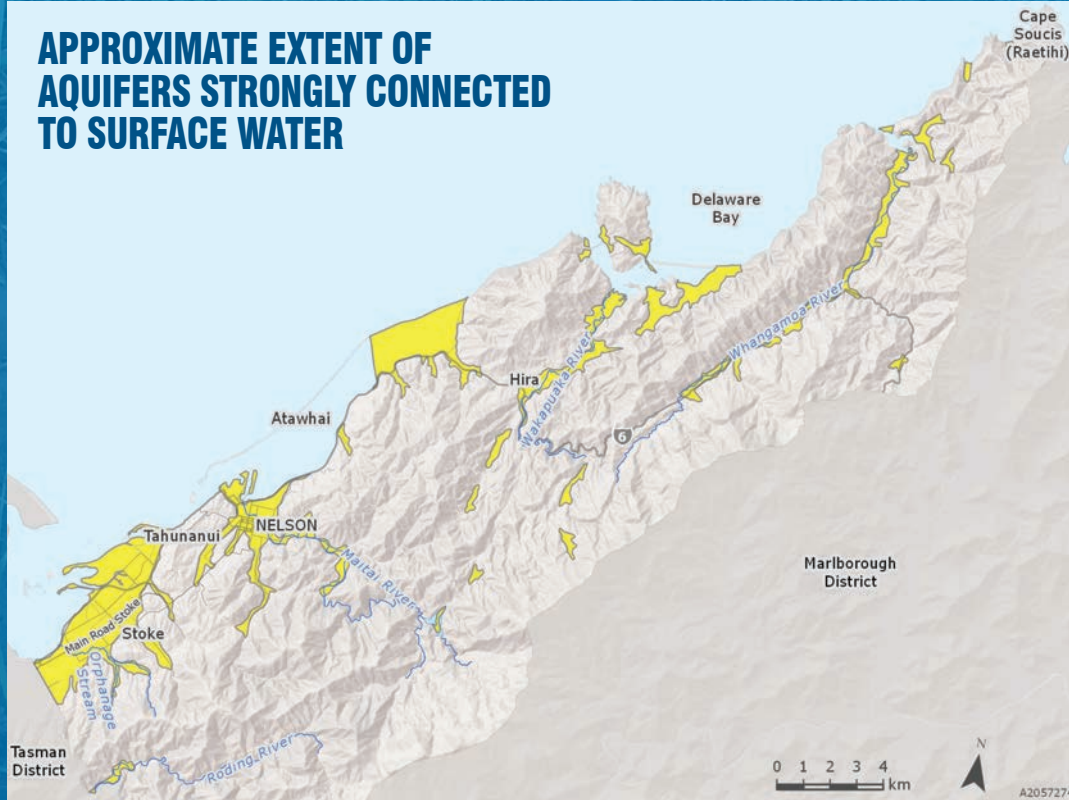 APPROXIMATE EXTENT OF
AQUIFERS STRONGLY CONNECTED
TO SURFACE WATER
Cape
Soucis
(Raetihi)
Delaware
Bay
Whangamoa River
Hira
Wakapuaka River
Atawhai
6
NELSON
Tahunanui
Maitai River
Marlborough
District
Main Road Stoke
Stoke
Orphanage
Stream
Tasman
District
Roding River
N
0 1 2 3 4
km
A2057274